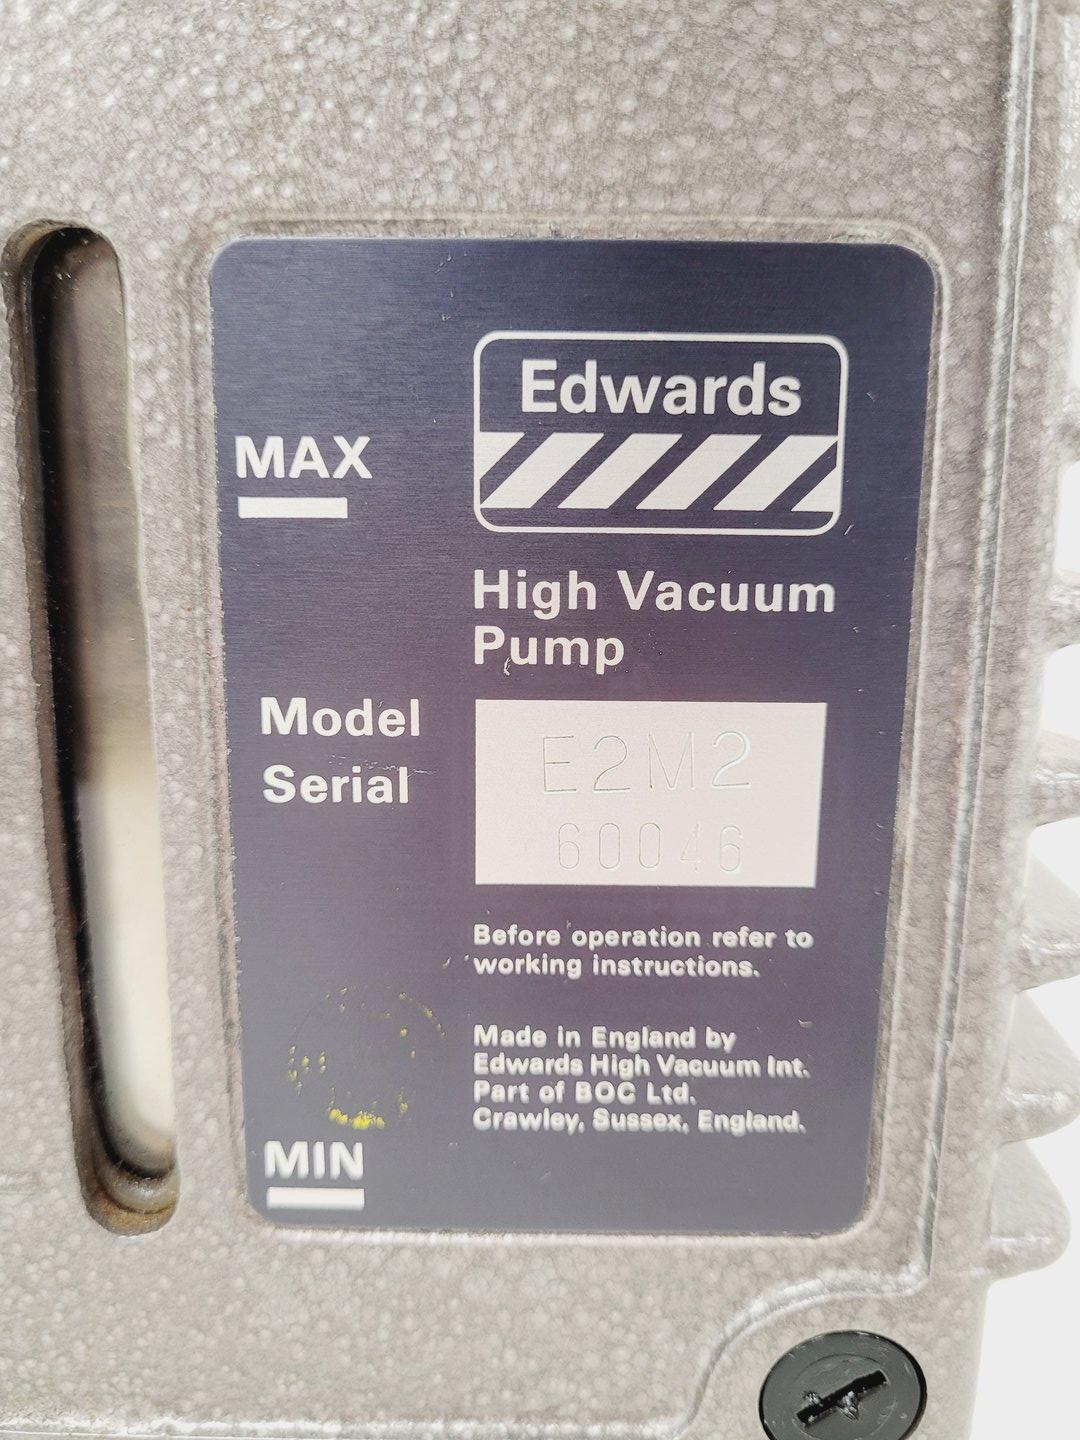 Edwards
MAX
High Vacuum
Pump
Model E2M2
Serial 60046
Before operation refer to
working instructions.
Made in England by
Edwards High Vacuum Int.
Part of BOC Ltd.
Crawley, Sussex, England.
MIN